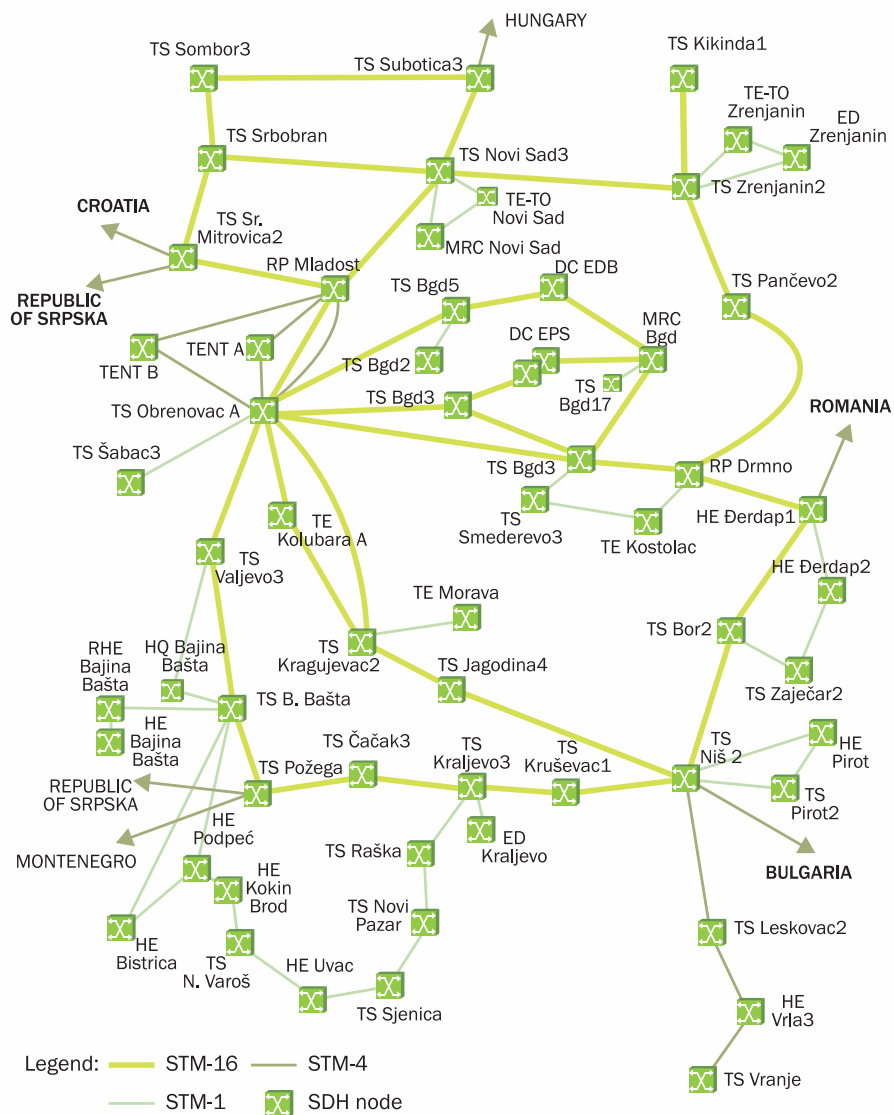 HUNGARY
TS Sombor3
TS Subotica3
TS Kikinda1
TE-TO
Zrenjanin
ED
Zrenjanin
TS Srbobran
TS Novi Sad3
TS Zrenjanin2
TE-TO
Novi Sad
CROATIA
TS Sr.
Mitrovica2
MRC Novi Sad
RP Mladost
DC EDB
TS Pančevo2
REPUBLIC
OF SRPSKA
TS Bgd5
MRC
Bgd
DC EPS
TENT A
TENT B
TS Bgd2
TS
Bgd17
TS Obrenovac A
TS Bgd3
ROMANIA
TS Šabac3
TS Bgd3
RP Drmno
TS
Smederevo3
HE Đerdap1
TE
Kolubara A
TE Kostolac
TS
Valjevo3
HE Đerdap2
TE Morava
RHE
Bajina
Bašta
HQ Bajina
Bašta
TS
Kragujevac2
TS Bor2
TS Jagodina4
TS Zaječar2
TS B. Bašta
HE
Bajina
Bašta
TS
Niš 2
HE
Pirot
TS Čačak3
TS
Kraljevo3
TS
Kruševac1
TS Požega
REPUBLIC
OF SRPSKA
TS
Pirot2
HE
Podpeć
ED
Kraljevo
MONTENEGRO
TS Raška
BULGARIA
HE
Kokin
Brod
TS Novi
Pazar
TS Leskovac2
HE
Bistrica
TS
N. Varoš
HE Uvac
TS Sjenica
HE
Vrla3
Legend:
STM-16
STM-4
TS Vranje
STM-1
SDH node